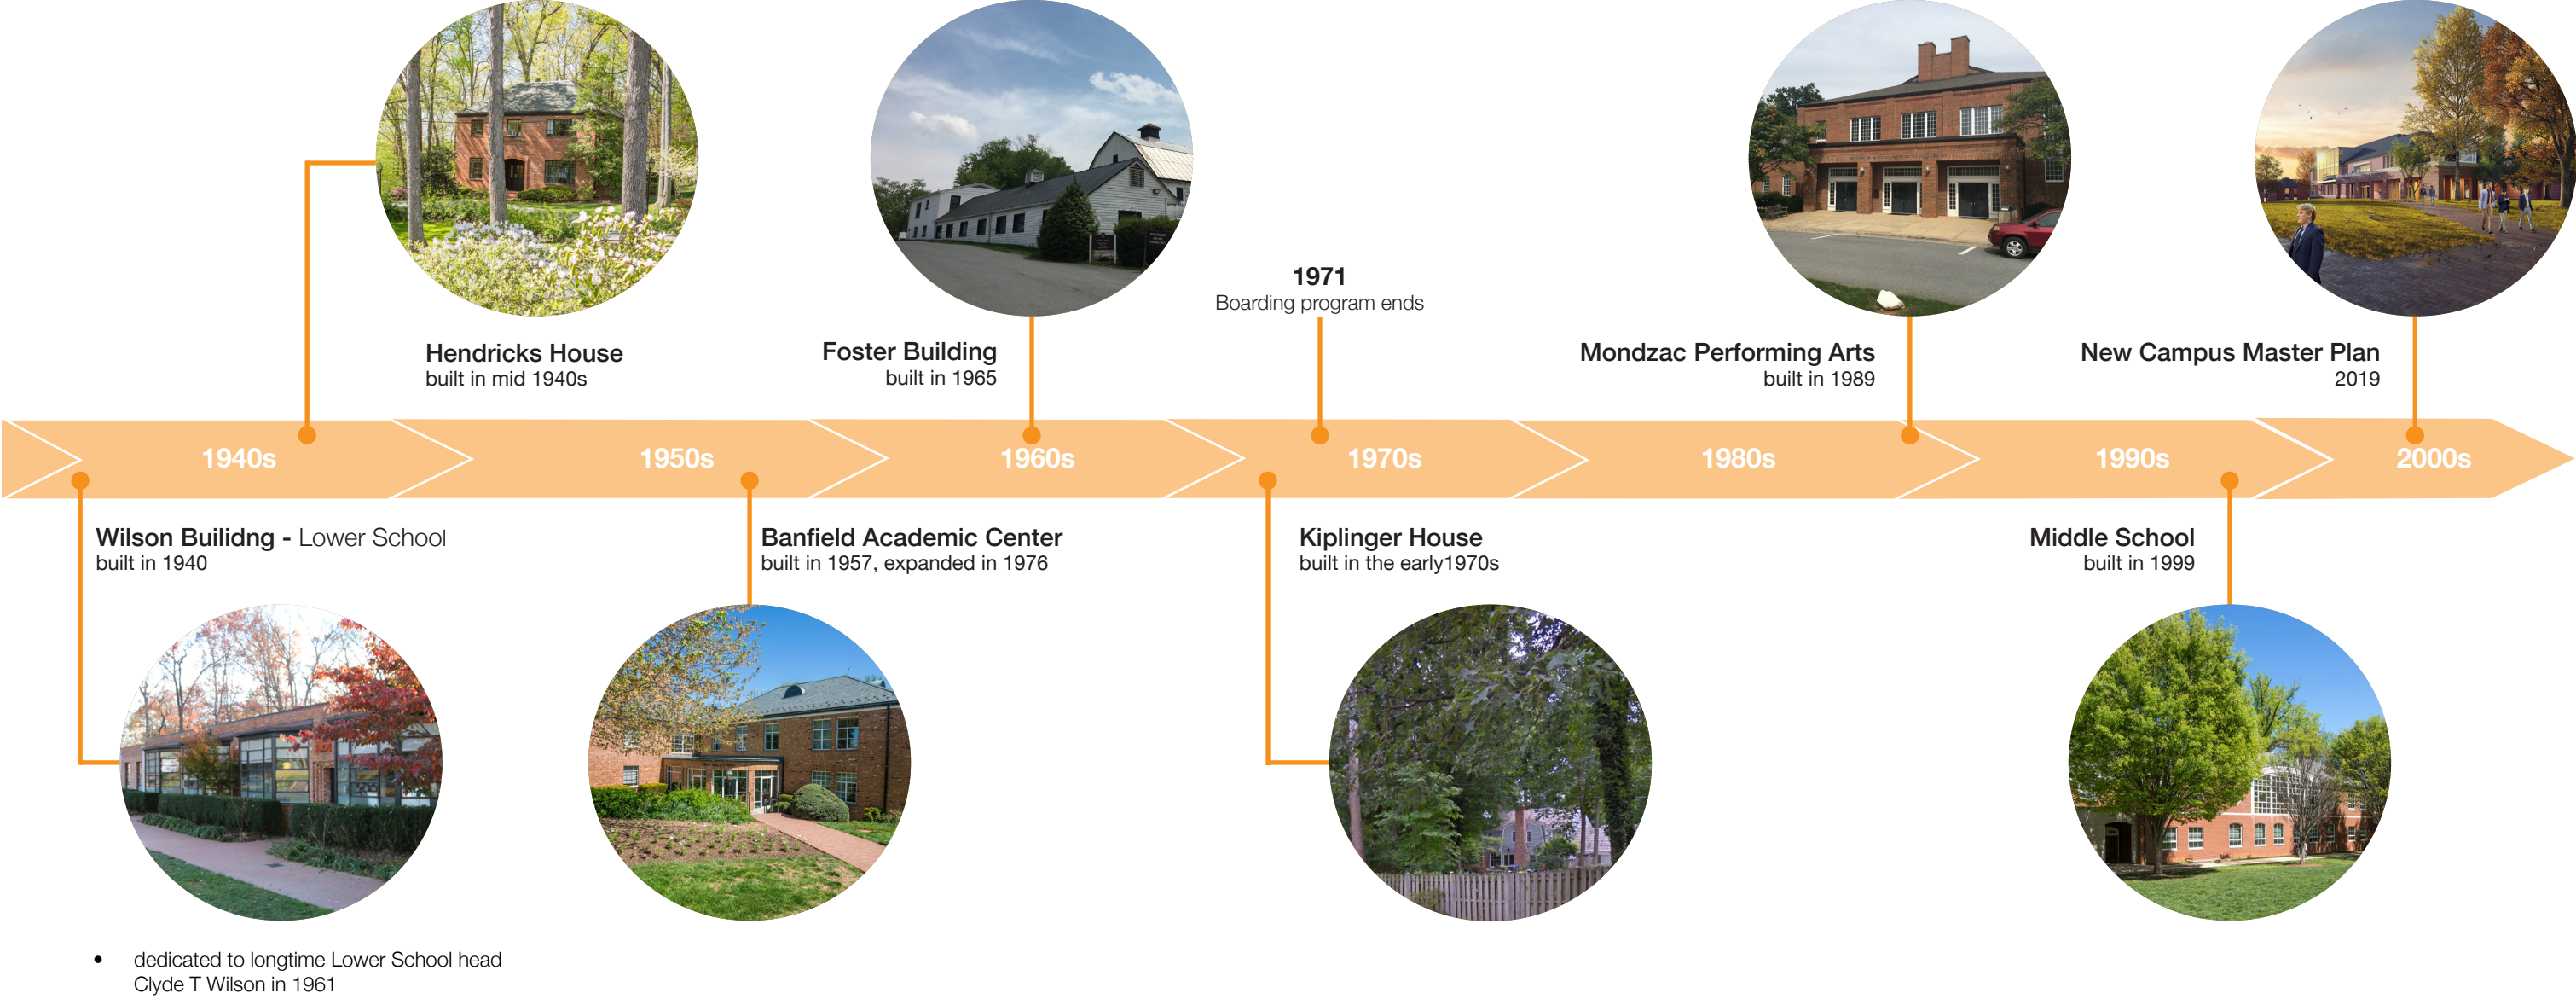 1971
Boarding program ends
Hendricks House
built in mid 1940s
Foster Building
built in 1965
Mondzac Performing Arts
built in 1989
New Campus Master Plan
2019
1940s
1950s
1960s
1970s
1980s
1990s
2000s
Wilson Builidng - Lower School
built in 1940
Banfield Academic Center
built in 1957, expanded in 1976
Kiplinger House
built in the early1970s
Middle School
built in 1999
• dedicated to longtime Lower School head
Clyde T Wilson in 1961